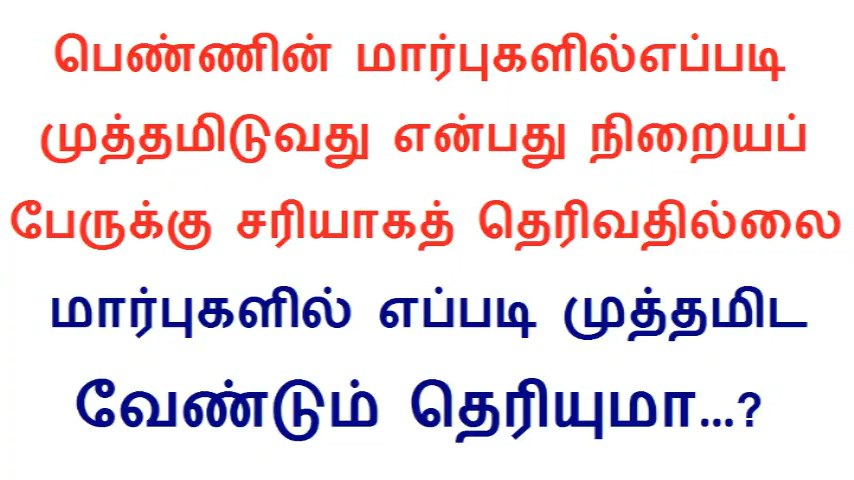 பெண்ணின் மார்புகளில்எப்படி
முத்தமிடுவது என்பது நிறையப்
பேருக்கு சரியாகத் தெரிவதில்லை
மார்புகளில் எப்படி முத்தமிட
வேண்டும் தெரியுமா...?